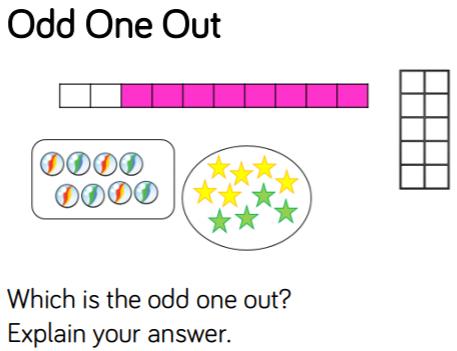 Odd One Out
Which is the odd one out?
Explain your answer.